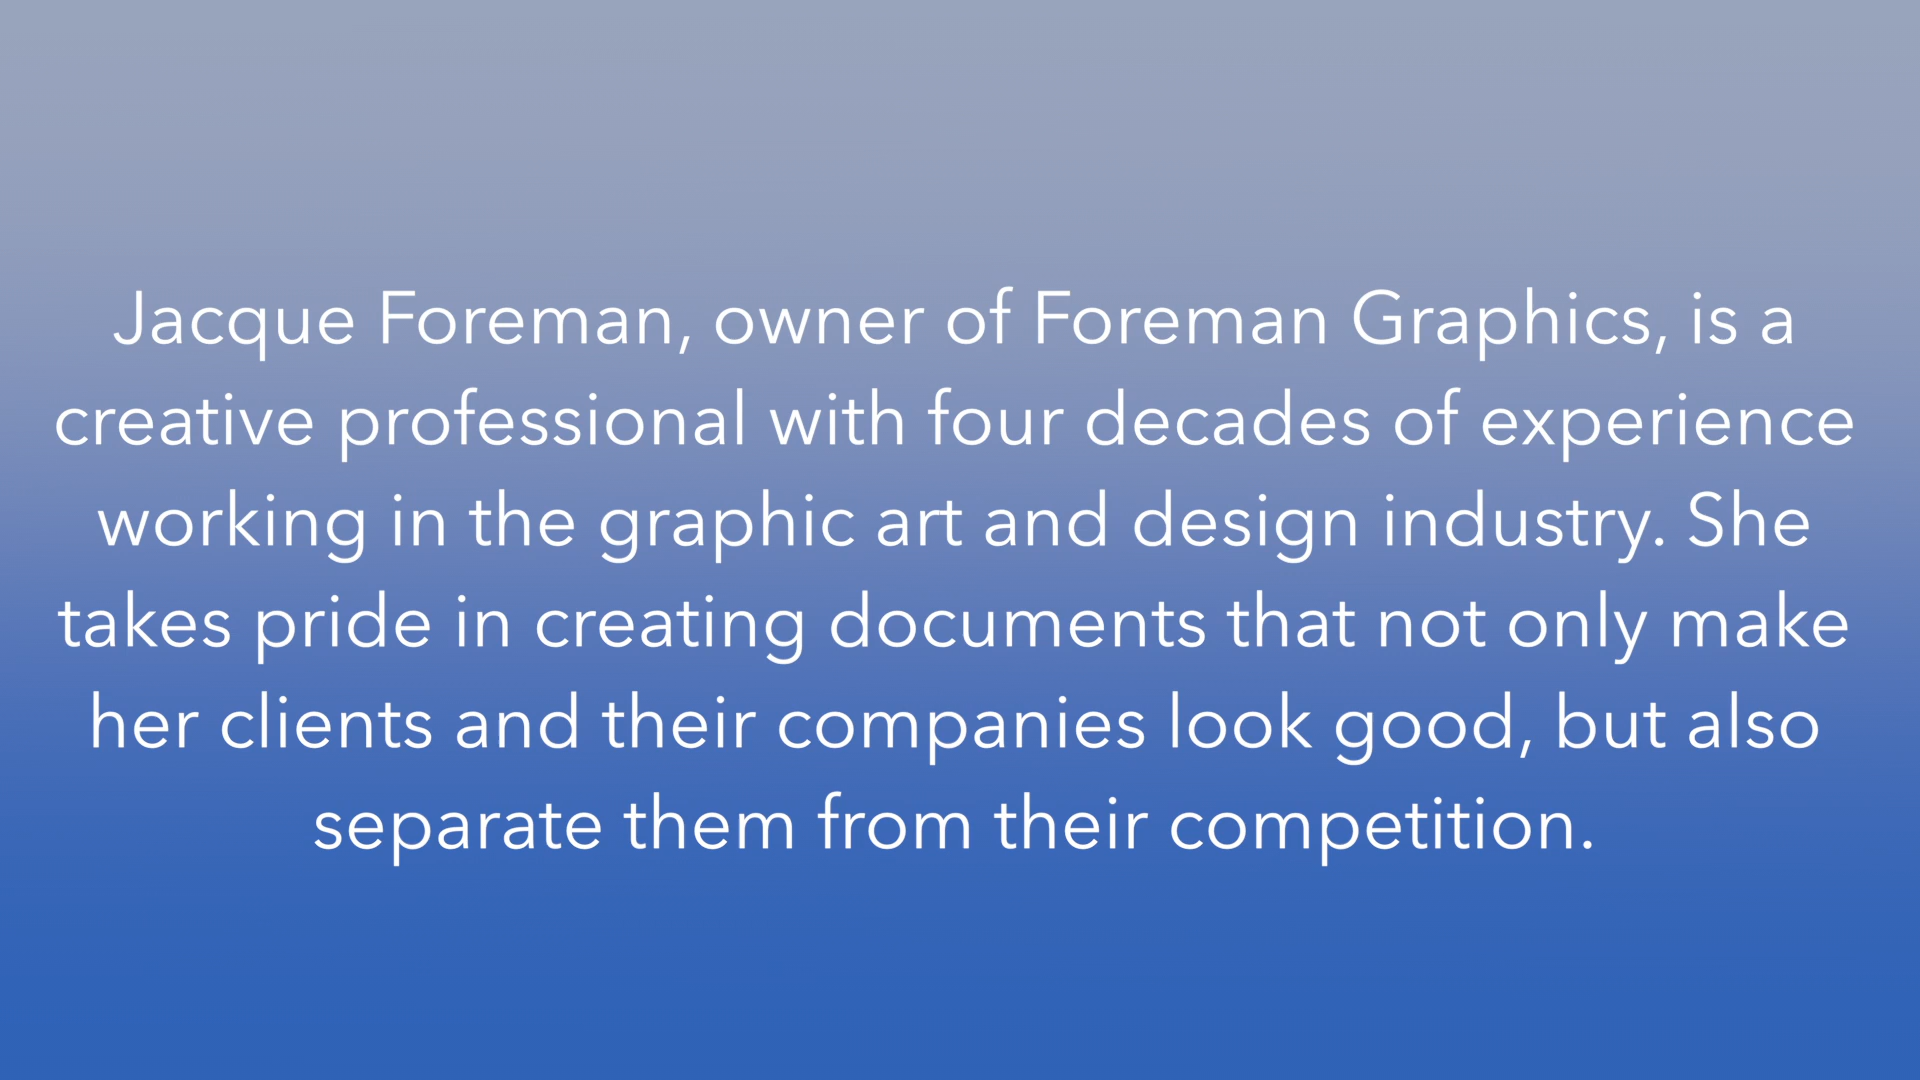 Jacque Foreman, owner of Foreman Graphics, is a
creative professional with four decades of experience
working in the graphic art and design industry. She
takes pride in creating documents that not only make
her clients and their companies look good, but also
separate them from their competition.